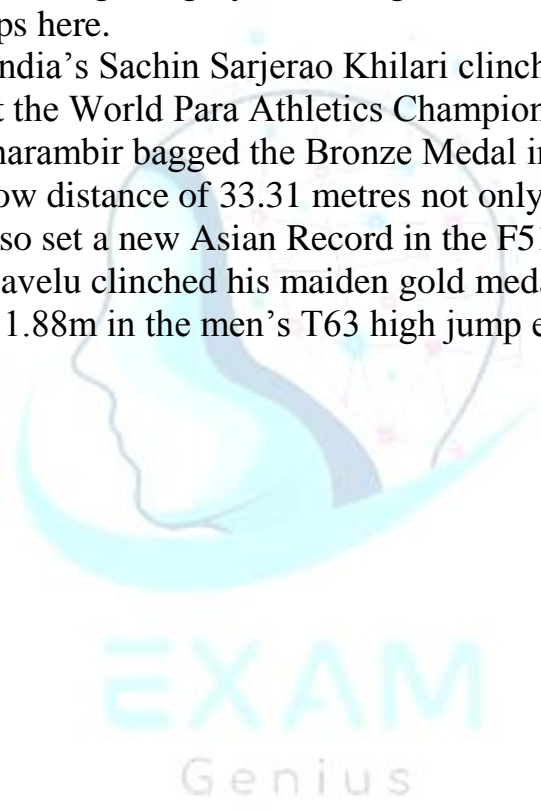 ps here.
ndia's Sachin Sarjerao Khilari clinch
t the World Para Athletics Champion
harambir bagged the Bronze Medal in
ow distance of 33.31 metres not only
so set a new Asian Record in the F51
avelu clinched his maiden gold meda
1.88m in the men's T63 high jump e
EXAM
Genius